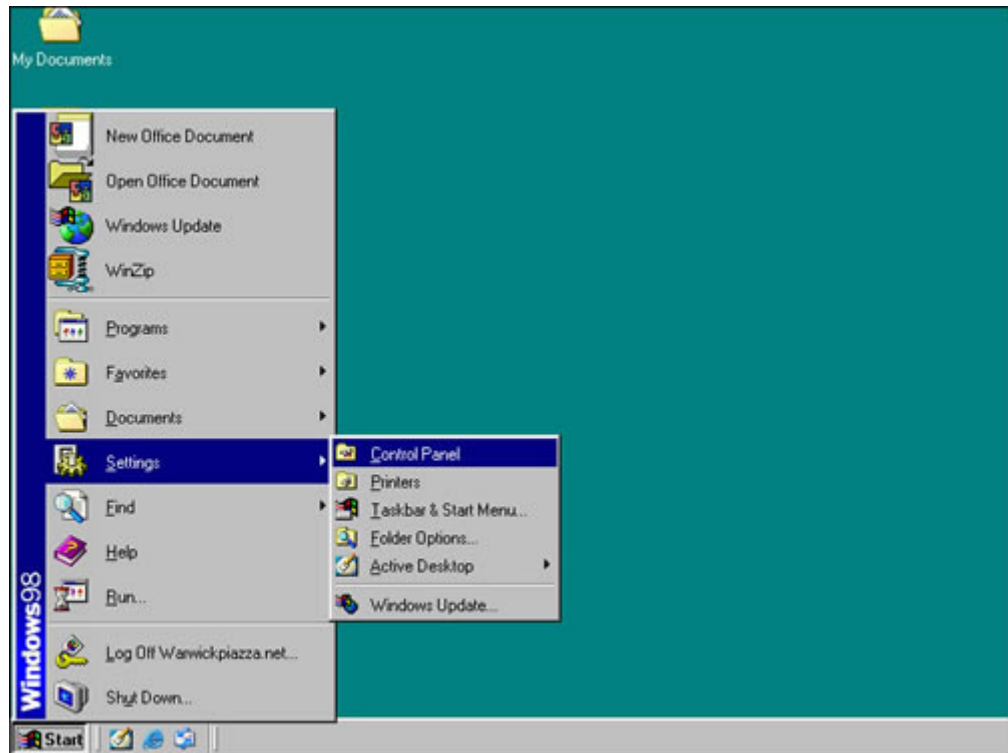 My Documents
New Office Document
Open Office Document
Windows Update
WinZip
Programs
Favorites
Documents
Settings
Find
Help
Run...
Log Off Warwickpiazza.net...
Shut Down...
Windows98
Control Panel
Printers
Taskbar & Start Menu...
Folder Options...
Active Desktop
Windows Update...
Start